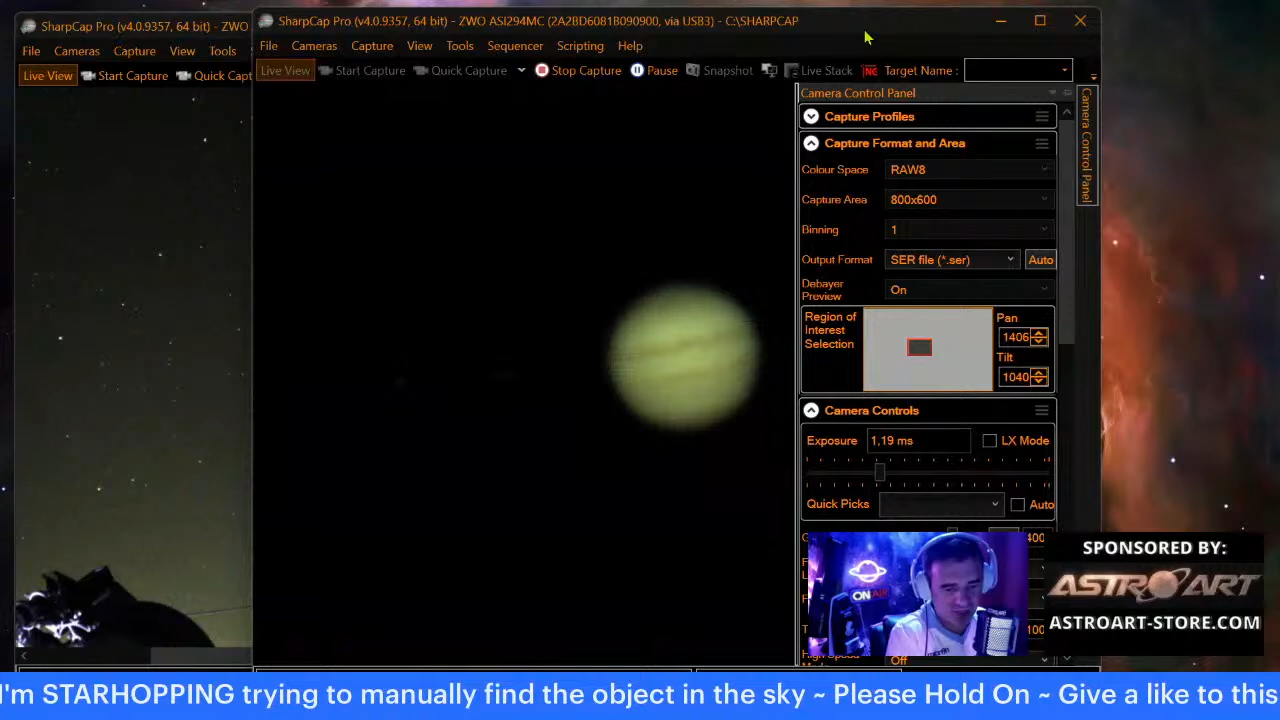 SharpCap Pro (v4.0.9357, 64 bit) - ZWO
File Cameras Capture View Tools
Live View Start Capture Quick Capt
SharpCap Pro (v4.0.9357, 64 bit) - ZWO ASI294MC (2A2BD6081B090900, via USB3) - C:\SHARPCAP
File Cameras Capture View Tools Sequencer Scripting Help
Live View Start Capture Quick Capture Stop Capture Pause Snapshot Live Stack Target Name :
Camera Control Panel
Camera Control Panel
Capture Profiles
Capture Format and Area
Colour Space RAW8
Capture Area 800x600
Binning 1
Output Format SER file (*.ser) Auto
Debayer
Preview On
Region of
Interest
Selection
Pan
1406
Tilt
1040
Camera Controls
Exposure 1,19 ms LX Mode
Quick Picks Auto
400
100
Off
ON AIR
SPONSORED BY:
ASTROART
ASTROART-STORE.COM
I'm STARHOPPING trying to manually find the object in the sky ~ Please Hold On ~ Give a like to this